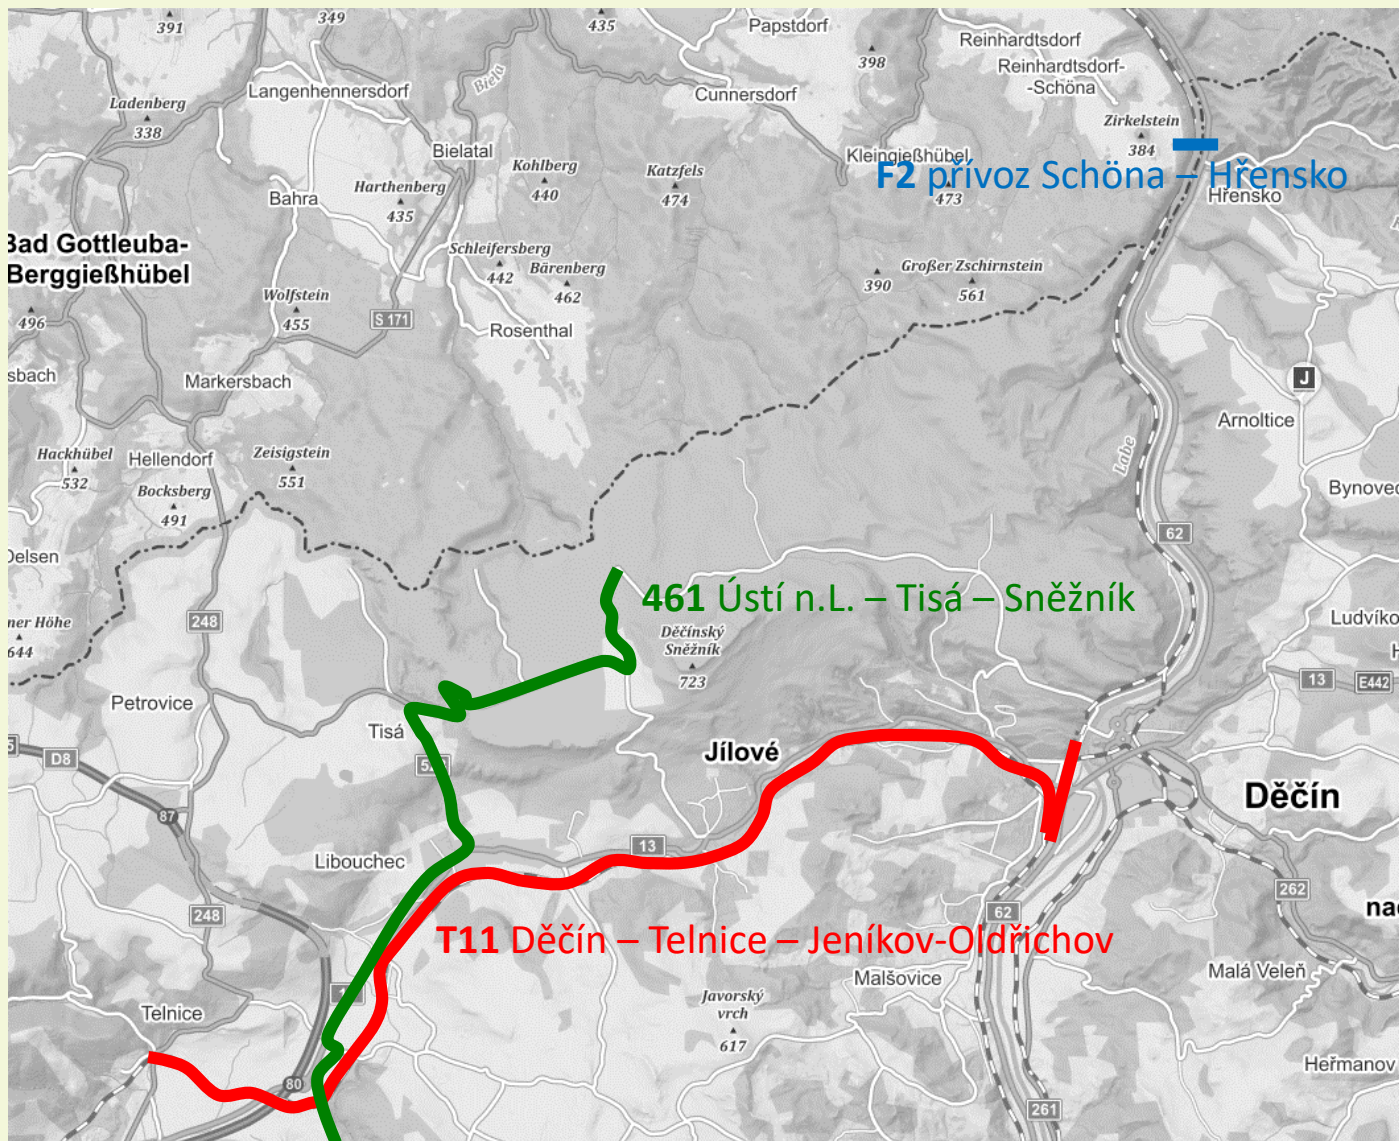 391
349
435
Papstdorf
Reinhardtsdorf
398
Reinhardtsdorf-
-Schöna
Biela
Langenhennersdorf
Cunnersdorf
Ladenberg
338
Zirkelstein
384
Bielatal
Kohlberg
440
Katzfels
474
Kleingießhübel
F2 přívoz Schöna – Hřensko
473
Hřensko
Harthenberg
435
Bahra
Bad Gottleuba-
Berggießhübel
Schleifersberg
442
Bärenberg
462
Großer Zschirnstein
561
390
Wolfstein
455
496
S 171
Rosenthal
sbach
Markersbach
J
Arnoltice
Labe
Hackhübel
532
Hellendorf
Zeisigstein
551
Bocksberg
491
Bynovec
62
Oelsen
461 Ústí n.L. – Tisá – Sněžník
248
ner Höhe
644
Děčínský
Sněžník
723
Ludvíko
13
E442
Petrovice
Tisá
Jílové
D8
52
Děčín
87
13
Libouchec
262
248
62
T11 Děčín – Telnice – Jeníkov-Oldřichov
Malšovice
Malá Veleň
Javorský
vrch
617
Telnice
Heřmanov
80
261